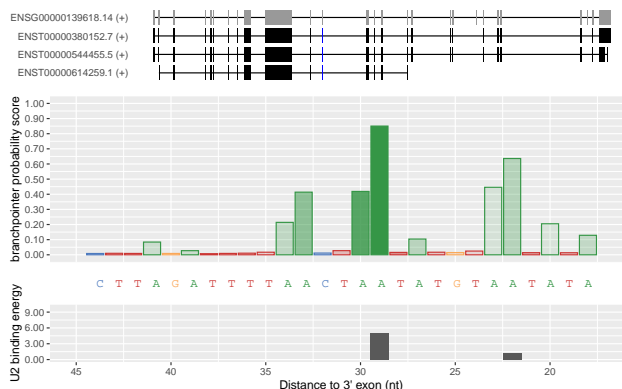 ENSG00000139618.14 (+)
ENST00000380152.7 (+)
ENST00000544455.5 (+)
ENST00000614259.1 (+)
branchpointer probability score
1.00
0.90
0.80
0.70
0.60
0.50
0.40
0.30
0.20
0.10
0.00
C T T A G A T T T T A A C T A A T A T G T A A T A T A
U2 binding energy
9.00
6.00
3.00
0.00
45 40 35 30 25 20
Distance to 3' exon (nt)